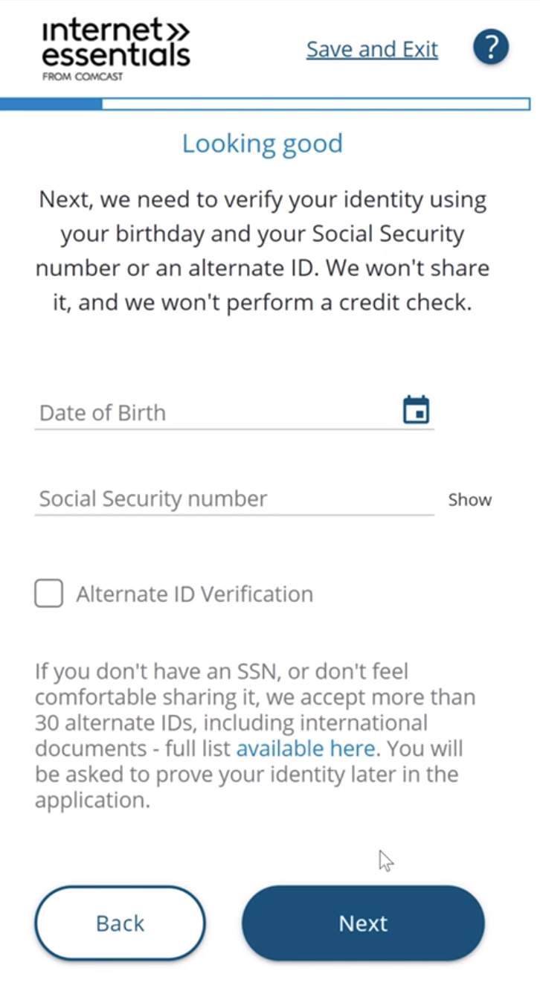 internet
essentials
FROM COMCAST
Save and Exit
?
Looking good
Next, we need to verify your identity using
your birthday and your Social Security
number or an alternate ID. We won't share
it, and we won't perform a credit check.
Date of Birth
Social Security number
Show
Alternate ID Verification
If you don't have an SSN, or don't feel
comfortable sharing it, we accept more than
30 alternate IDs, including international
documents - full list available here. You will
be asked to prove your identity later in the
application.
Back
Next